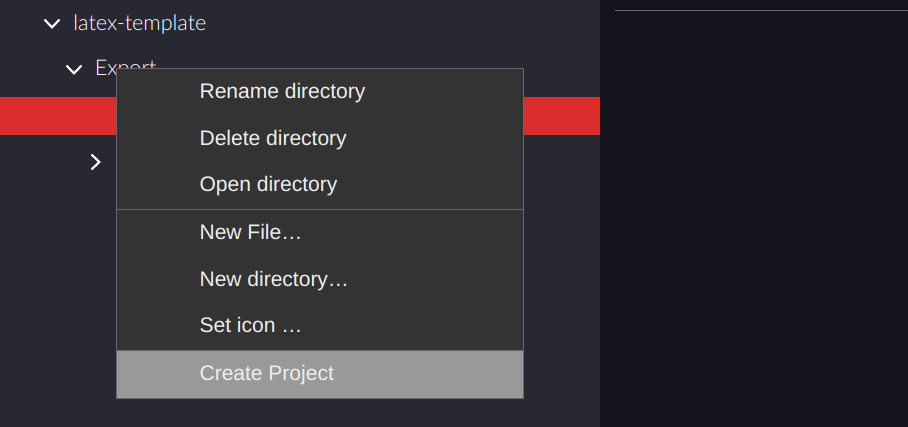 latex-template
Export
Rename directory
Delete directory
Open directory
New File…
New directory…
Set icon …
Create Project